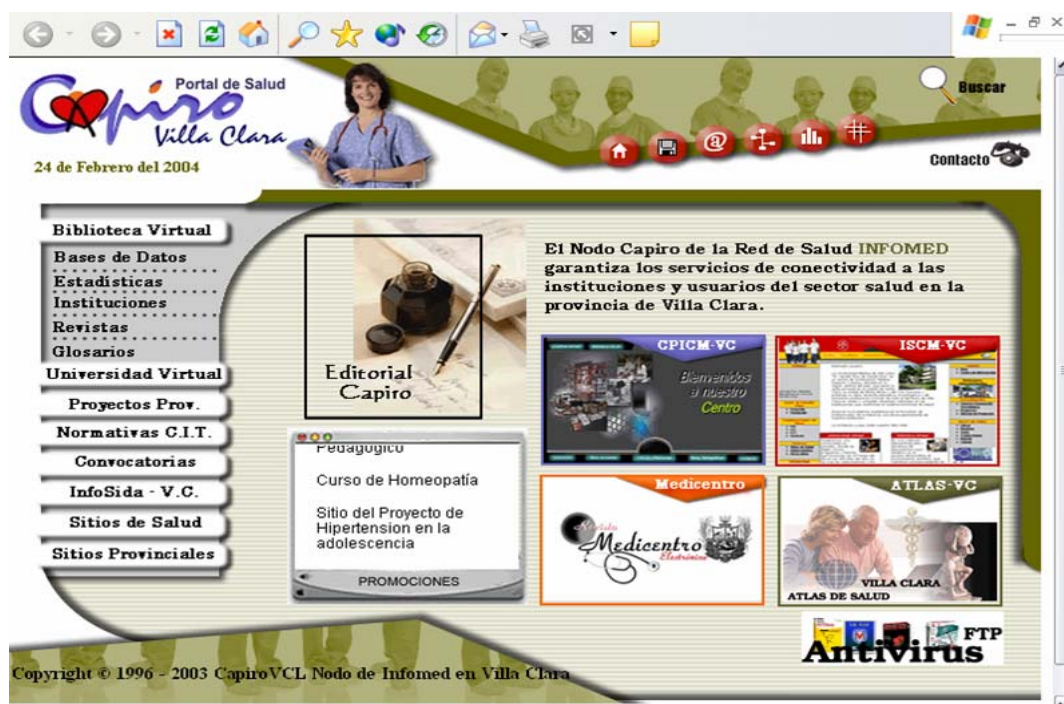 Portal de Salud
Capiro
Villa Clara
24 de Febrero del 2004
Buscar
Contacto
Biblioteca Virtual
Bases de Datos
Estadísticas
Instituciones
Revistas
Glosarios
Universidad Virtual
Proyectos Prov.
Normativas C.I.T.
Convocatorias
InfoSida - V.C.
Sitios de Salud
Sitios Provinciales
Editorial
Capiro
Pedagógico
Curso de Homeopatía
Sitio del Proyecto de
Hipertension en la
adolescencia
PROMOCIONES
El Nodo Capiro de la Red de Salud INFOMED
garantiza los servicios de conectividad a las
instituciones y usuarios del sector salud en la
provincia de Villa Clara.
CPICM-VC
Bienvenidos
a nuestro
Centro
ISCM-VC
Medicentro
Revista
Medicentro
Electrónica
ATLAS-VC
VILLA CLARA
ATLAS DE SALUD
FTP
Antivirus
Copyright © 1996 - 2003 CapiroVCL Nodo de Infomed en Villa Clara